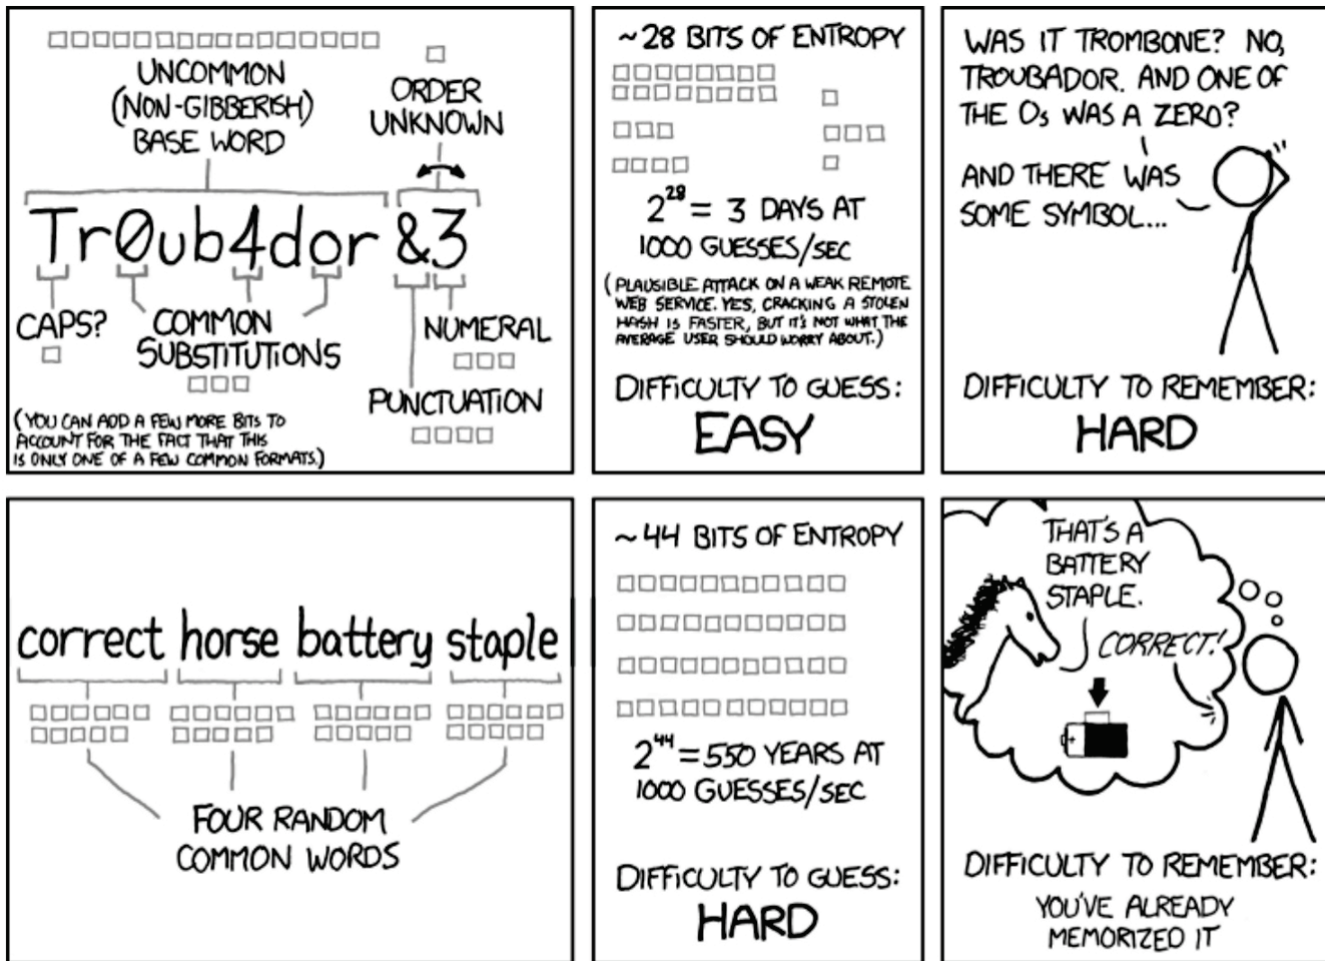 UNCOMMON
(NON-GIBBERISH)
BASE WORD
ORDER
UNKNOWN
Tr0ub4dor &3
CAPS?
COMMON
SUBSTITUTIONS
NUMERAL
PUNCTUATION
(YOU CAN ADD A FEW MORE BITS TO
ACCOUNT FOR THE FACT THAT THIS
IS ONLY ONE OF A FEW COMMON FORMATS.)
~28 BITS OF ENTROPY
2^28 = 3 DAYS AT
1000 GUESSES/SEC
(PLAUSIBLE ATTACK ON A WEAK REMOTE
WEB SERVICE. YES, CRACKING A STOLEN
HASH IS FASTER, BUT IT'S NOT WHAT THE
AVERAGE USER SHOULD WORRY ABOUT.)
DIFFICULTY TO GUESS:
EASY
WAS IT TROMBONE? NO,
TROUBADOR. AND ONE OF
THE Os WAS A ZERO?
AND THERE WAS
SOME SYMBOL...
DIFFICULTY TO REMEMBER:
HARD
correct horse battery staple
FOUR RANDOM
COMMON WORDS
~44 BITS OF ENTROPY
2^44 = 550 YEARS AT
1000 GUESSES/SEC
DIFFICULTY TO GUESS:
HARD
THAT'S A
BATTERY
STAPLE.
CORRECT!
DIFFICULTY TO REMEMBER:
YOU'VE ALREADY
MEMORIZED IT